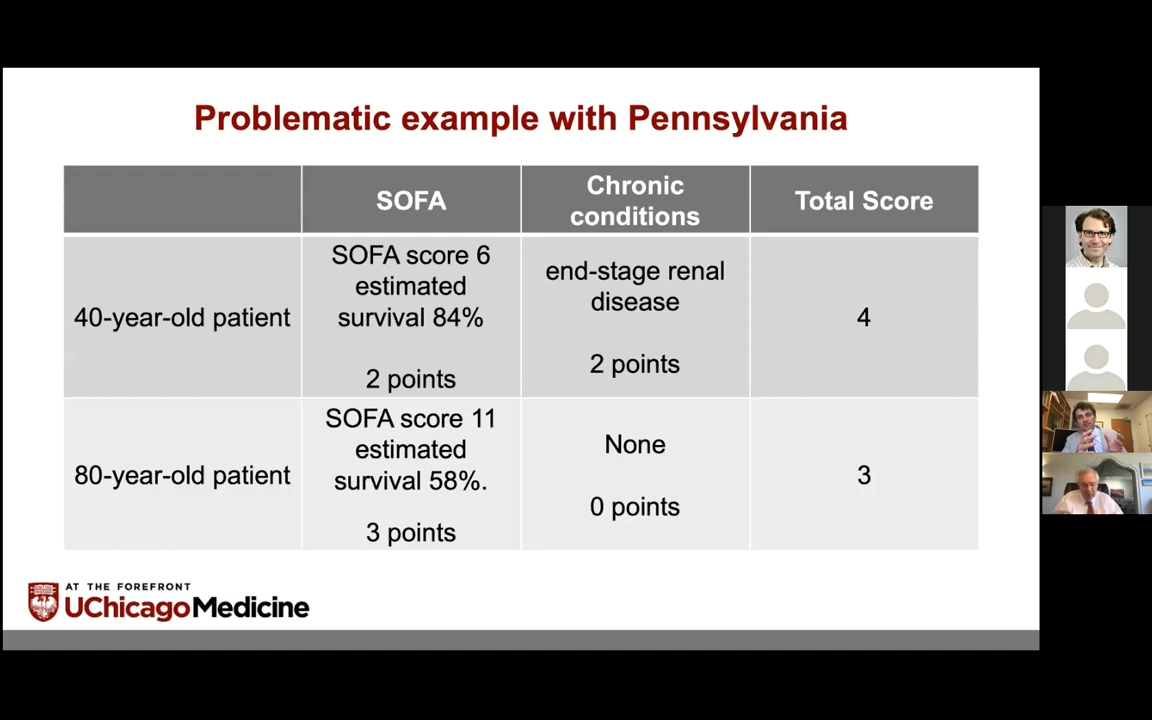 Problematic example with Pennsylvania
SOFA
Chronic
conditions
Total Score
40-year-old patient
SOFA score 6
estimated
survival 84%
2 points
end-stage renal
disease
2 points
4
80-year-old patient
SOFA score 11
estimated
survival 58%.
3 points
None
0 points
3
AT THE FOREFRONT
UChicagoMedicine